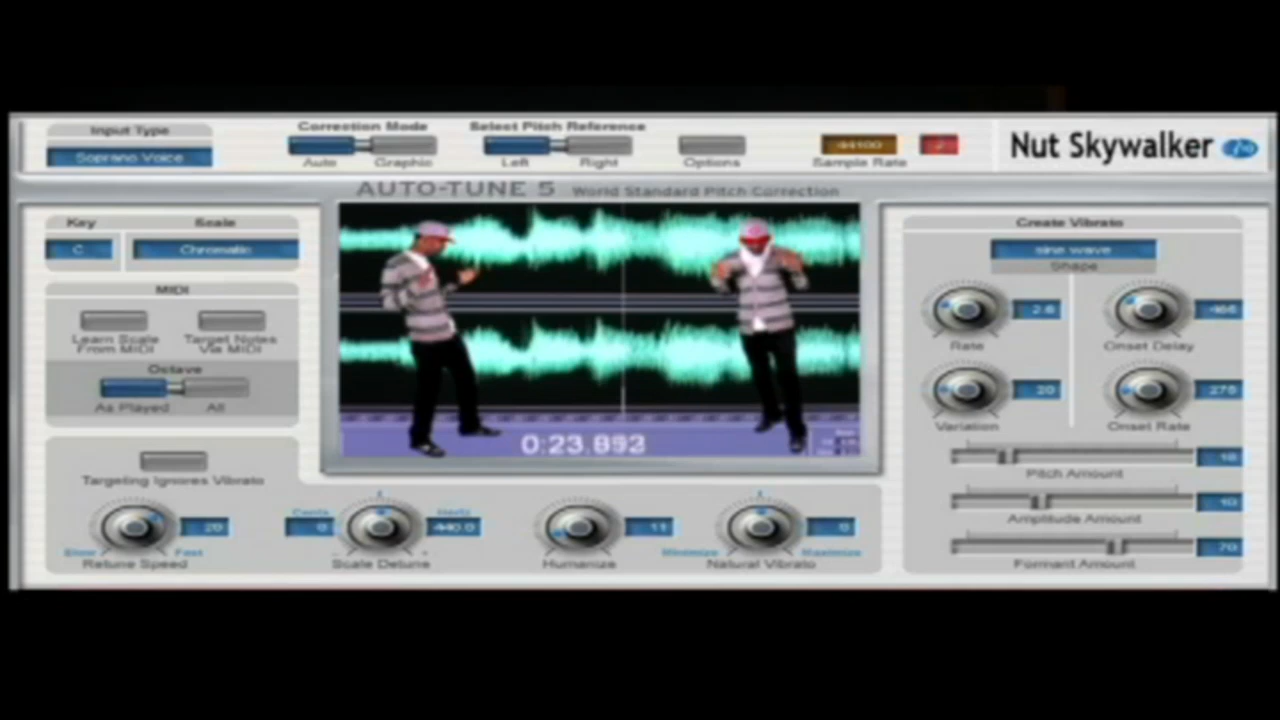 Input Type
Soprano Voice
Correction Mode
Auto Graphic
Select Pitch Reference
Left Right
Options
44100
Sample Rate
Nut Skywalker
AUTO-TUNE 5 World Standard Pitch Correction
Key Scale
C Chromatic
MIDI
Learn Scale From MIDI
Target Notes Via MIDI
Octave
As Played All
Targeting Ignores Vibrato
20
Slow Fast
Retune Speed
Cents Hertz
0 440.0
Scale Detune
11
Humanize
0
Minimize Maximize
Natural Vibrato
0:23.893
Create Vibrato
sine wave
Shape
2.6
Rate
Onset Delay
20
Variation
Onset Rate
Pitch Amount
10
Amplitude Amount
70
Formant Amount